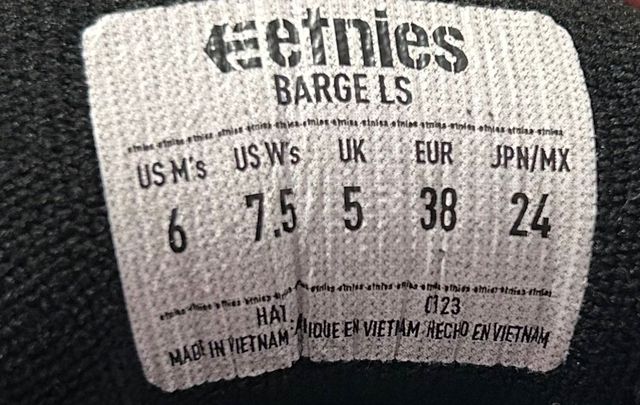 etnies
BARGE LS
US M's US W's UK EUR JPN/MX
6 7.5 5 38 24
HAI 0123
MADE IN VIETNAM EN VIETNAM HECHO EN VIETNAM